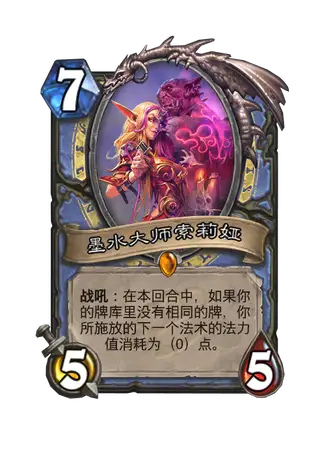 7
墨水大师索莉娅
战吼：在本回合中，如果你
的牌库里没有相同的牌，你
所施放的下一个法术的法力
值消耗为（0）点。
5
5